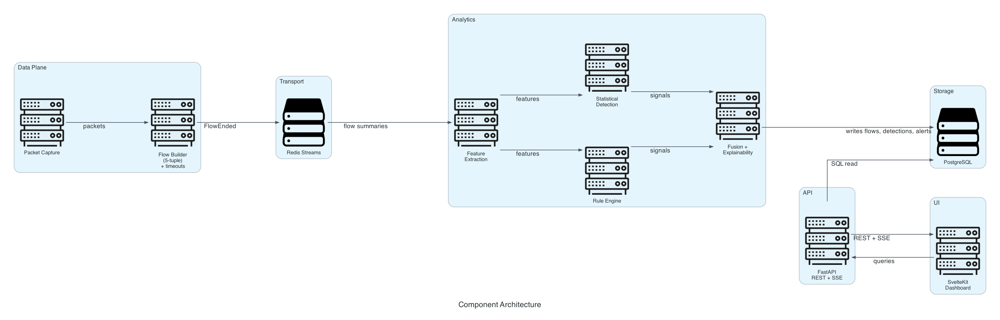 Data Plane
Packet Capture
packets
Flow Builder
(5-tuple)
+ timeouts
FlowEnded
Transport
Redis Streams
flow summaries
Analytics
Feature
Extraction
features
features
Statistical
Detection
Rule Engine
signals
signals
Fusion +
Explainability
writes flows, detections, alerts
Storage
PostgreSQL
SQL read
API
FastAPI
REST + SSE
REST + SSE
queries
UI
SvelteKit
Dashboard
Component Architecture